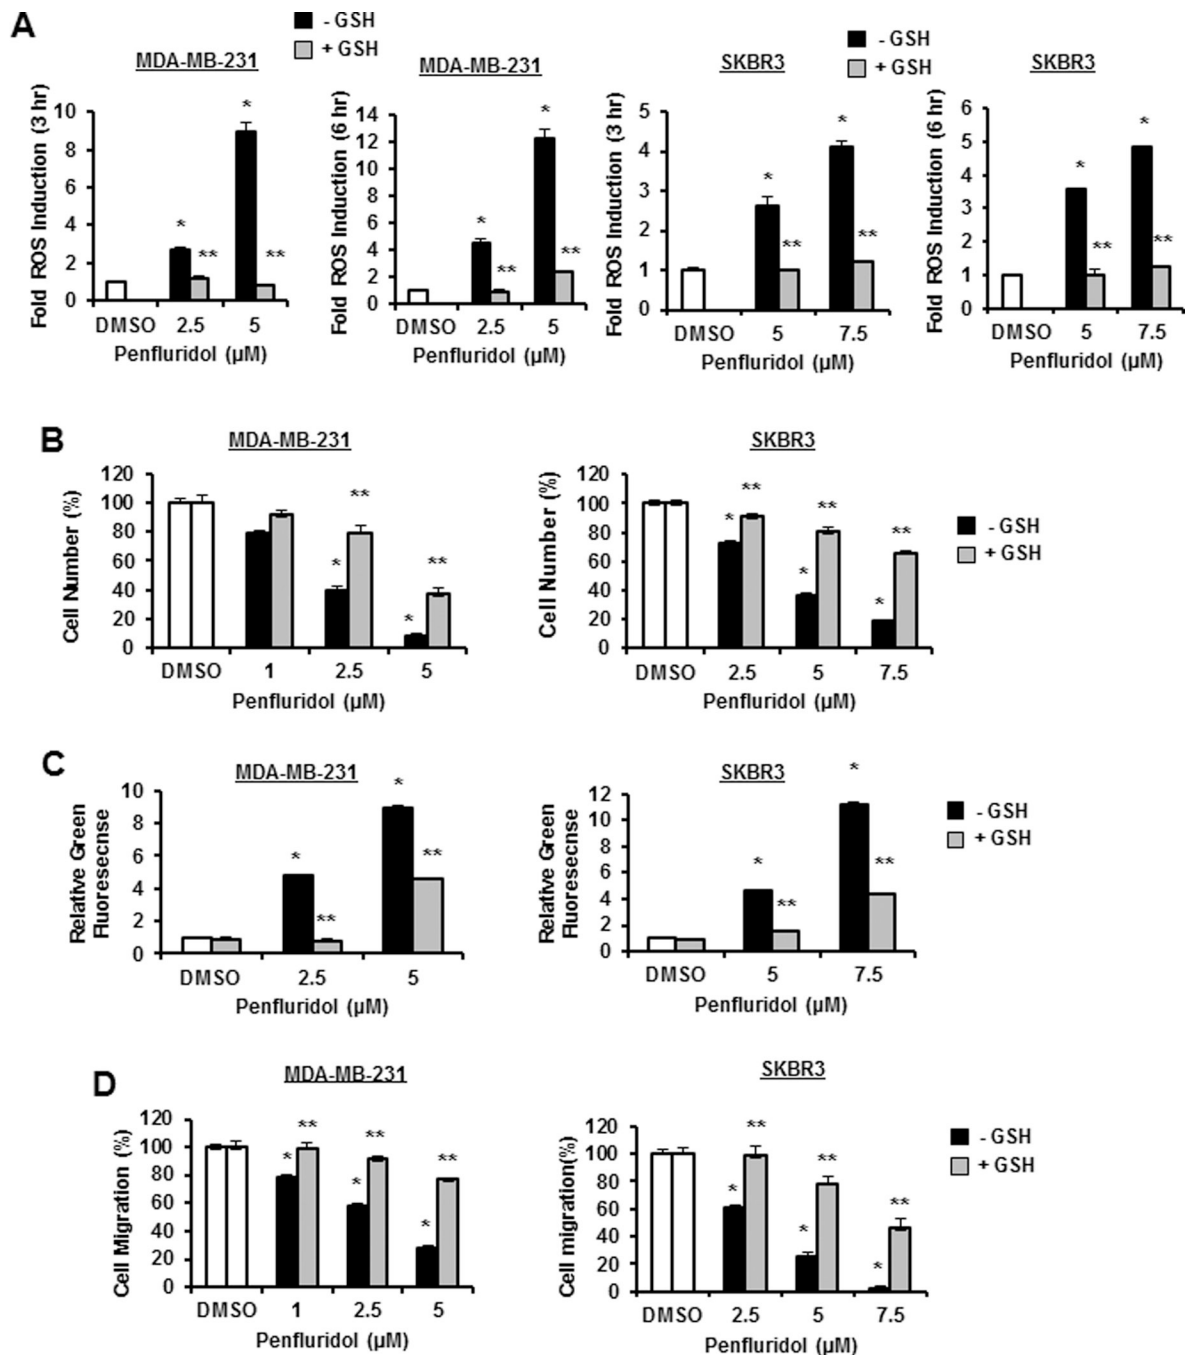 A
- GSH
+ GSH
MDA-MB-231
Fold ROS Induction (3 hr)
10
8
6
4
2
0
*
*
**
**
DMSO 2.5 5
Penfluridol (µM)
MDA-MB-231
Fold ROS Induction (6 hr)
14
12
10
8
6
4
2
0
*
*
**
**
DMSO 2.5 5
Penfluridol (µM)
- GSH
+ GSH
SKBR3
Fold ROS Induction (3 hr)
5
4
3
2
1
0
*
*
**
**
DMSO 5 7.5
Penfluridol (µM)
SKBR3
Fold ROS Induction (6 hr)
6
5
4
3
2
1
0
*
*
**
**
DMSO 5 7.5
Penfluridol (µM)
B
MDA-MB-231
Cell Number (%)
120
100
80
60
40
20
0
**
*
**
*
DMSO 1 2.5 5
Penfluridol (µM)
SKBR3
Cell Number (%)
120
100
80
60
40
20
0
**
*
**
*
**
*
DMSO 2.5 5 7.5
Penfluridol (µM)
- GSH
+ GSH
C
MDA-MB-231
Relative Green
Fluoresecnse
10
8
6
4
2
0
*
*
**
**
DMSO 2.5 5
Penfluridol (µM)
SKBR3
Relative Green
Fluoresecnse
12
10
8
6
4
2
0
*
*
**
**
DMSO 5 7.5
Penfluridol (µM)
- GSH
+ GSH
D
MDA-MB-231
Cell Migration (%)
120
100
80
60
40
20
0
**
*
**
*
**
*
DMSO 1 2.5 5
Penfluridol (µM)
SKBR3
Cell migration(%)
120
100
80
60
40
20
0
**
*
**
*
**
*
DMSO 2.5 5 7.5
Penfluridol (µM)
- GSH
+ GSH